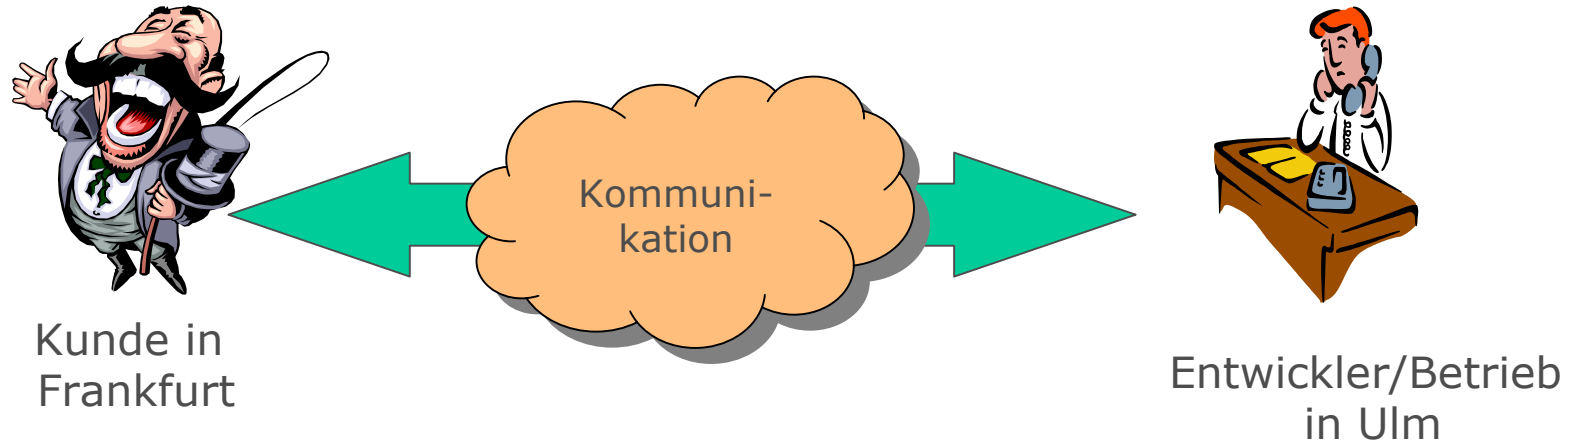 Kommuni-
kation
Kunde in
Frankfurt
Entwickler/Betrieb
in Ulm